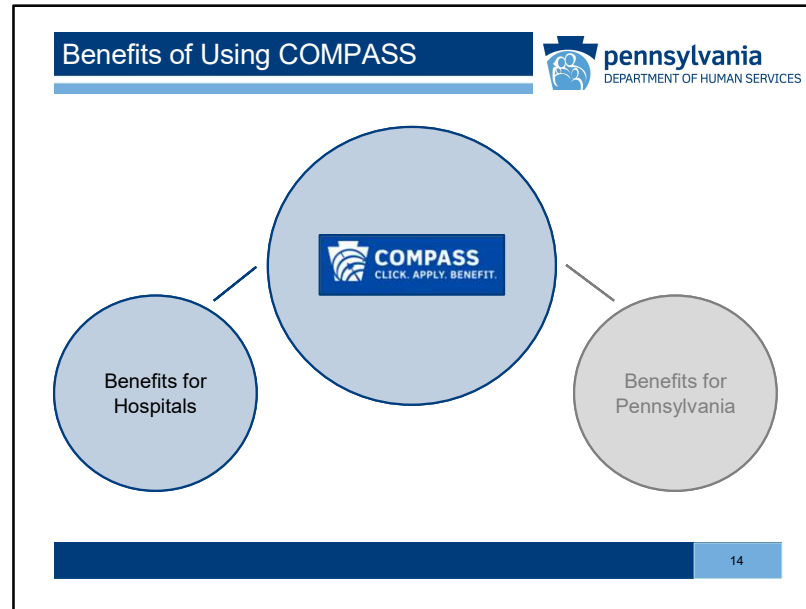 Benefits of Using COMPASS
pennsylvania
DEPARTMENT OF HUMAN SERVICES
COMPASS
CLICK. APPLY. BENEFIT.
Benefits for
Hospitals
Benefits for
Pennsylvania
14